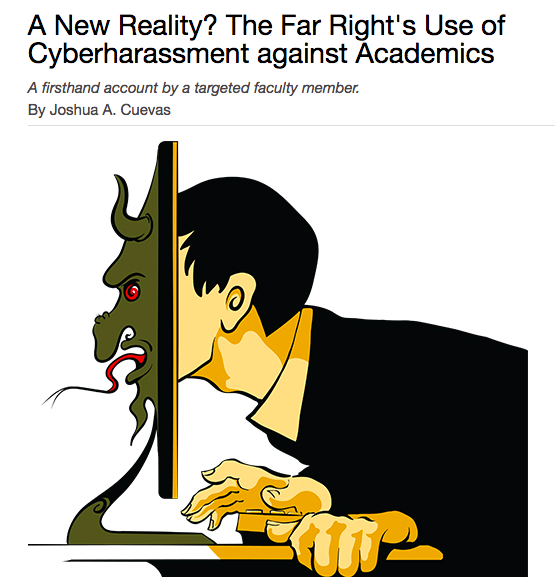 A New Reality? The Far Right's Use of
Cyberharassment against Academics
A firsthand account by a targeted faculty member.
By Joshua A. Cuevas